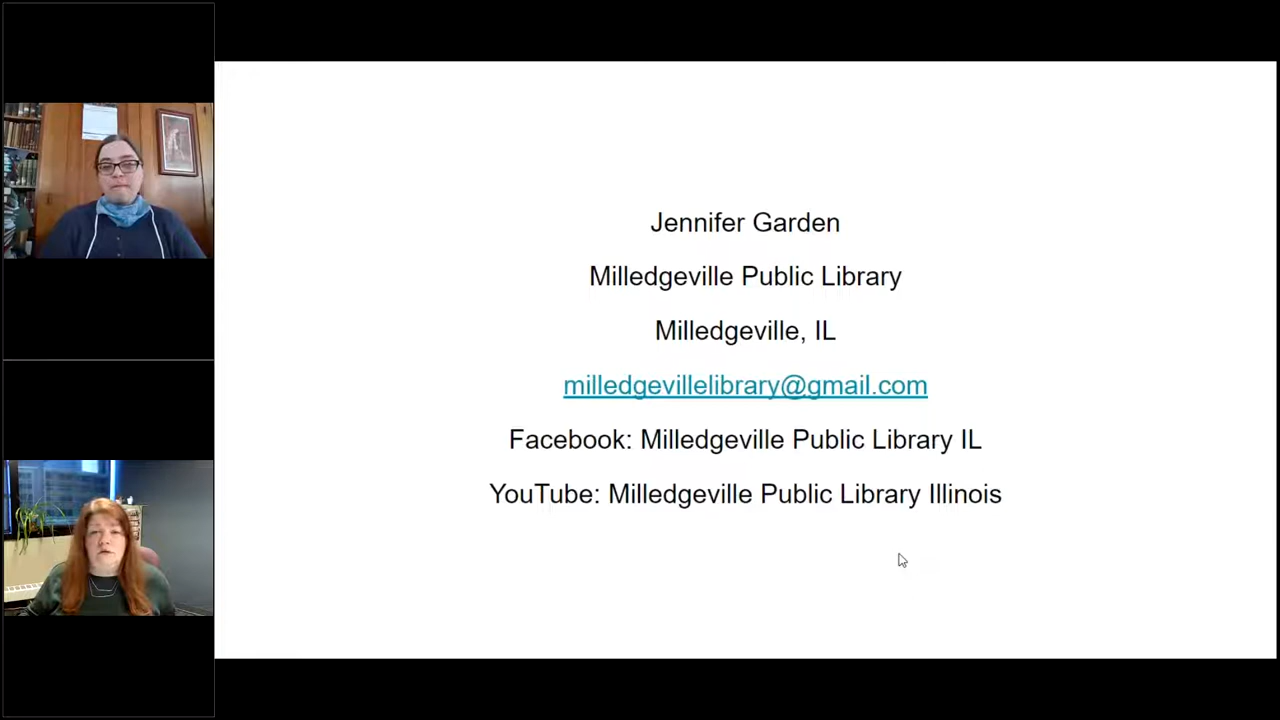 Jennifer Garden
Milledgeville Public Library
Milledgeville, IL
milledgevillelibrary@gmail.com
Facebook: Milledgeville Public Library IL
YouTube: Milledgeville Public Library Illinois